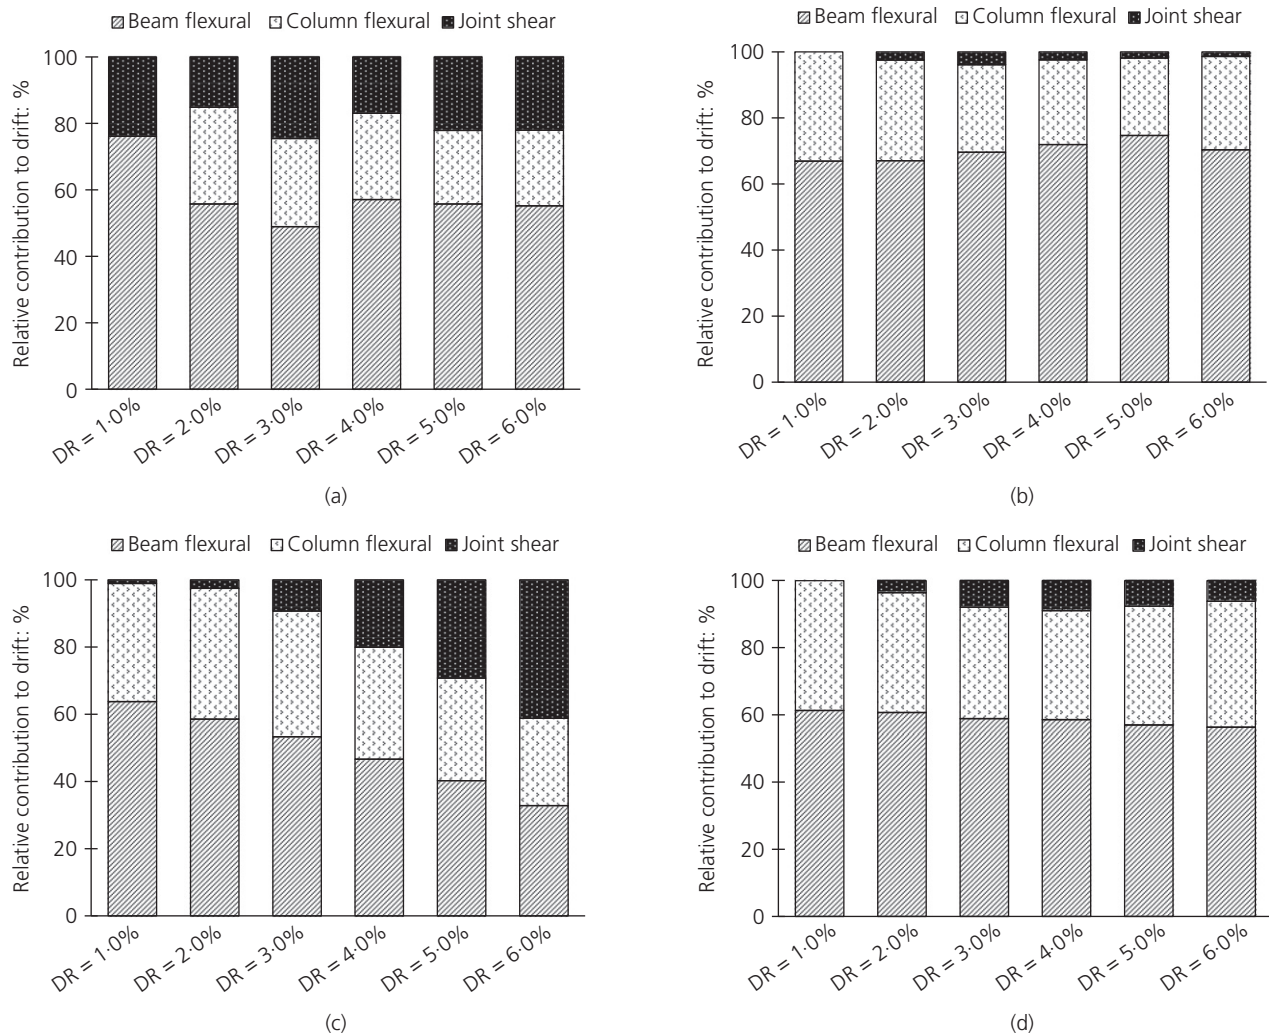 Beam flexural Column flexural Joint shear
Relative contribution to drift: %
100
80
60
40
20
0
DR = 1·0%
DR = 2·0%
DR = 3·0%
DR = 4·0%
DR = 5·0%
DR = 6·0%
(a)
Beam flexural Column flexural Joint shear
Relative contribution to drift: %
100
80
60
40
20
0
DR = 1·0%
DR = 2·0%
DR = 3·0%
DR = 4·0%
DR = 5·0%
DR = 6·0%
(b)
Beam flexural Column flexural Joint shear
Relative contribution to drift: %
100
80
60
40
20
0
DR = 1·0%
DR = 2·0%
DR = 3·0%
DR = 4·0%
DR = 5·0%
DR = 6·0%
(c)
Beam flexural Column flexural Joint shear
Relative contribution to drift: %
100
80
60
40
20
0
DR = 1·0%
DR = 2·0%
DR = 3·0%
DR = 4·0%
DR = 5·0%
DR = 6·0%
(d)